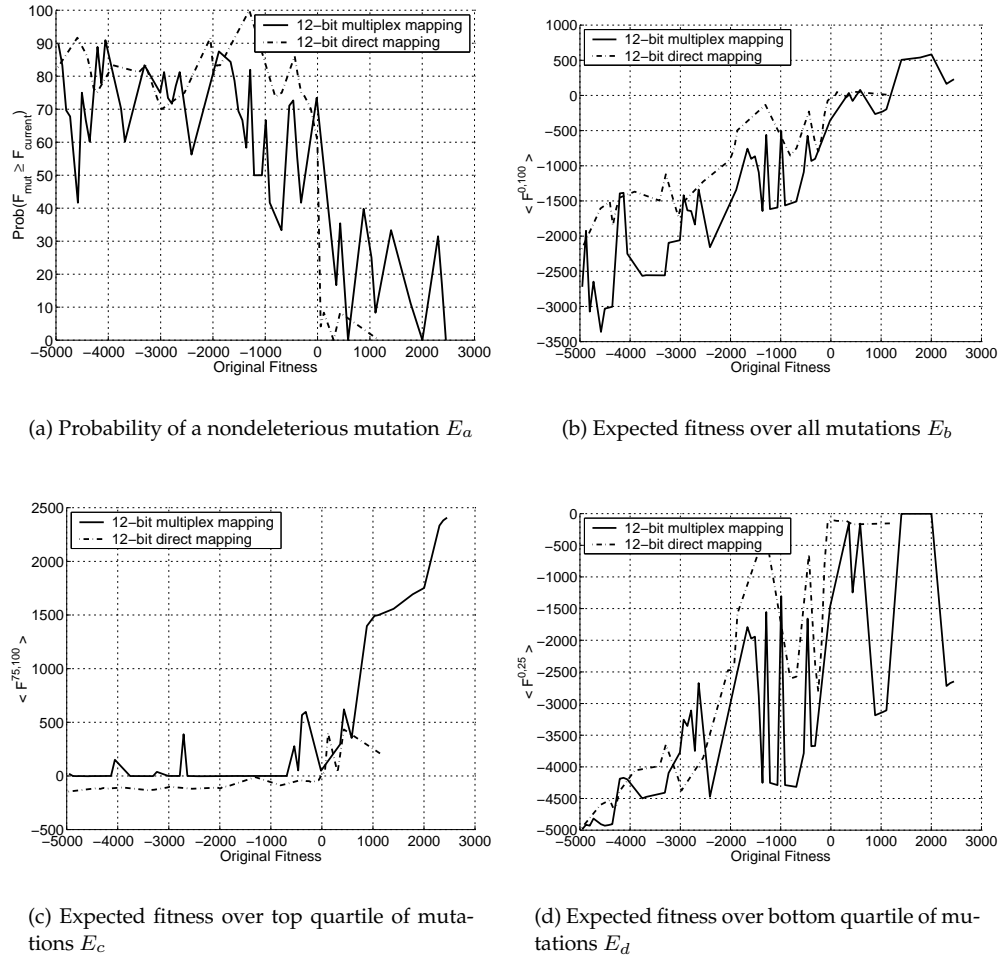 100
90
80
70
60
50
40
30
20
10
0
Prob(F_mut ≥ F_current)
12−bit multiplex mapping
12−bit direct mapping
−5000 −4000 −3000 −2000 −1000 0 1000 2000 3000
Original Fitness
(a) Probability of a nondeleterious mutation E_a
1000
500
0
−500
−1000
−1500
−2000
−2500
−3000
−3500
< F^0,100 >
12−bit multiplex mapping
12−bit direct mapping
−5000 −4000 −3000 −2000 −1000 0 1000 2000 3000
Original Fitness
(b) Expected fitness over all mutations E_b
2500
2000
1500
1000
500
0
−500
< F^75,100 >
12−bit multiplex mapping
12−bit direct mapping
−5000 −4000 −3000 −2000 −1000 0 1000 2000 3000
Original Fitness
(c) Expected fitness over top quartile of muta-
tions E_c
0
−500
−1000
−1500
−2000
−2500
−3000
−3500
−4000
−4500
−5000
< F^0,25 >
12−bit multiplex mapping
12−bit direct mapping
−5000 −4000 −3000 −2000 −1000 0 1000 2000 3000
Original Fitness
(d) Expected fitness over bottom quartile of mu-
tations E_d